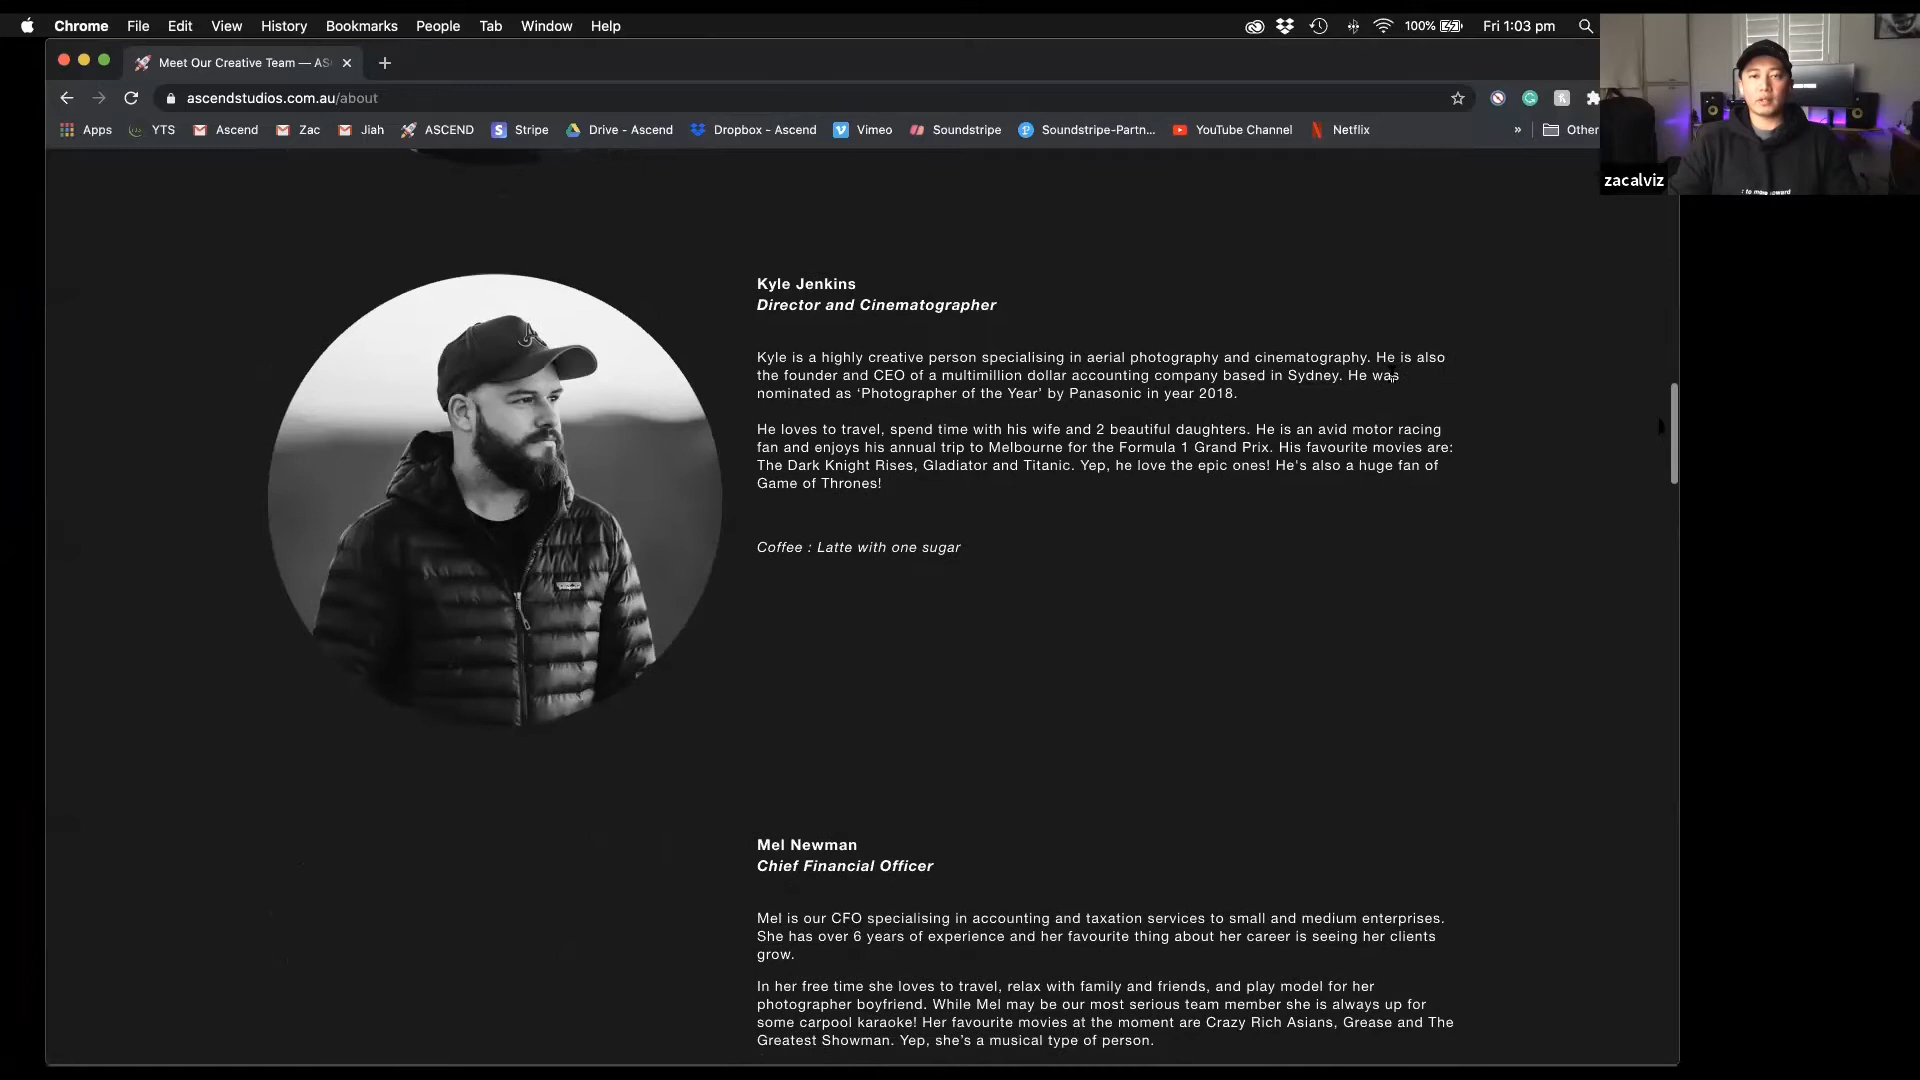 Chrome File Edit View History Bookmarks People Tab Window Help 100% Fri 1:03 pm
Meet Our Creative Team — AS
ascendstudios.com.au/about
Apps YTS Ascend Zac Jiah ASCEND Stripe Drive - Ascend Dropbox - Ascend Vimeo Soundstripe Soundstripe-Partn... YouTube Channel Netflix » Other
zacalviz
Kyle Jenkins
Director and Cinematographer
Kyle is a highly creative person specialising in aerial photography and cinematography. He is also
the founder and CEO of a multimillion dollar accounting company based in Sydney. He was
nominated as ‘Photographer of the Year’ by Panasonic in year 2018.
He loves to travel, spend time with his wife and 2 beautiful daughters. He is an avid motor racing
fan and enjoys his annual trip to Melbourne for the Formula 1 Grand Prix. His favourite movies are:
The Dark Knight Rises, Gladiator and Titanic. Yep, he love the epic ones! He's also a huge fan of
Game of Thrones!
Coffee : Latte with one sugar
Mel Newman
Chief Financial Officer
Mel is our CFO specialising in accounting and taxation services to small and medium enterprises.
She has over 6 years of experience and her favourite thing about her career is seeing her clients
grow.
In her free time she loves to travel, relax with family and friends, and play model for her
photographer boyfriend. While Mel may be our most serious team member she is always up for
some carpool karaoke! Her favourite movies at the moment are Crazy Rich Asians, Grease and The
Greatest Showman. Yep, she’s a musical type of person.